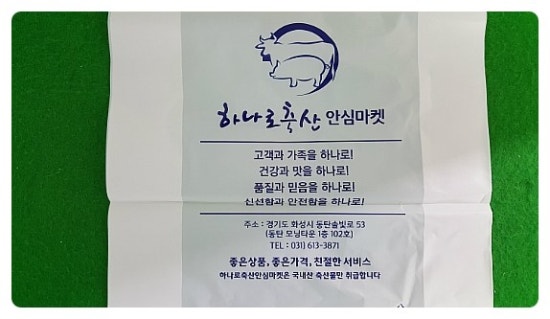 하나로축산 안심마켓
고객과 가족을 하나로!
건강과 맛을 하나로!
품질과 믿음을 하나로!
신선함과 안전함을 하나로!
주소 : 경기도 화성시 동탄솔빛로 53
(동탄 모닝타운 1층 102호)
TEL : 031) 613-3871
좋은상품, 좋은가격, 친절한 서비스
하나로축산안심마켓은 국내산 축산물만 취급합니다